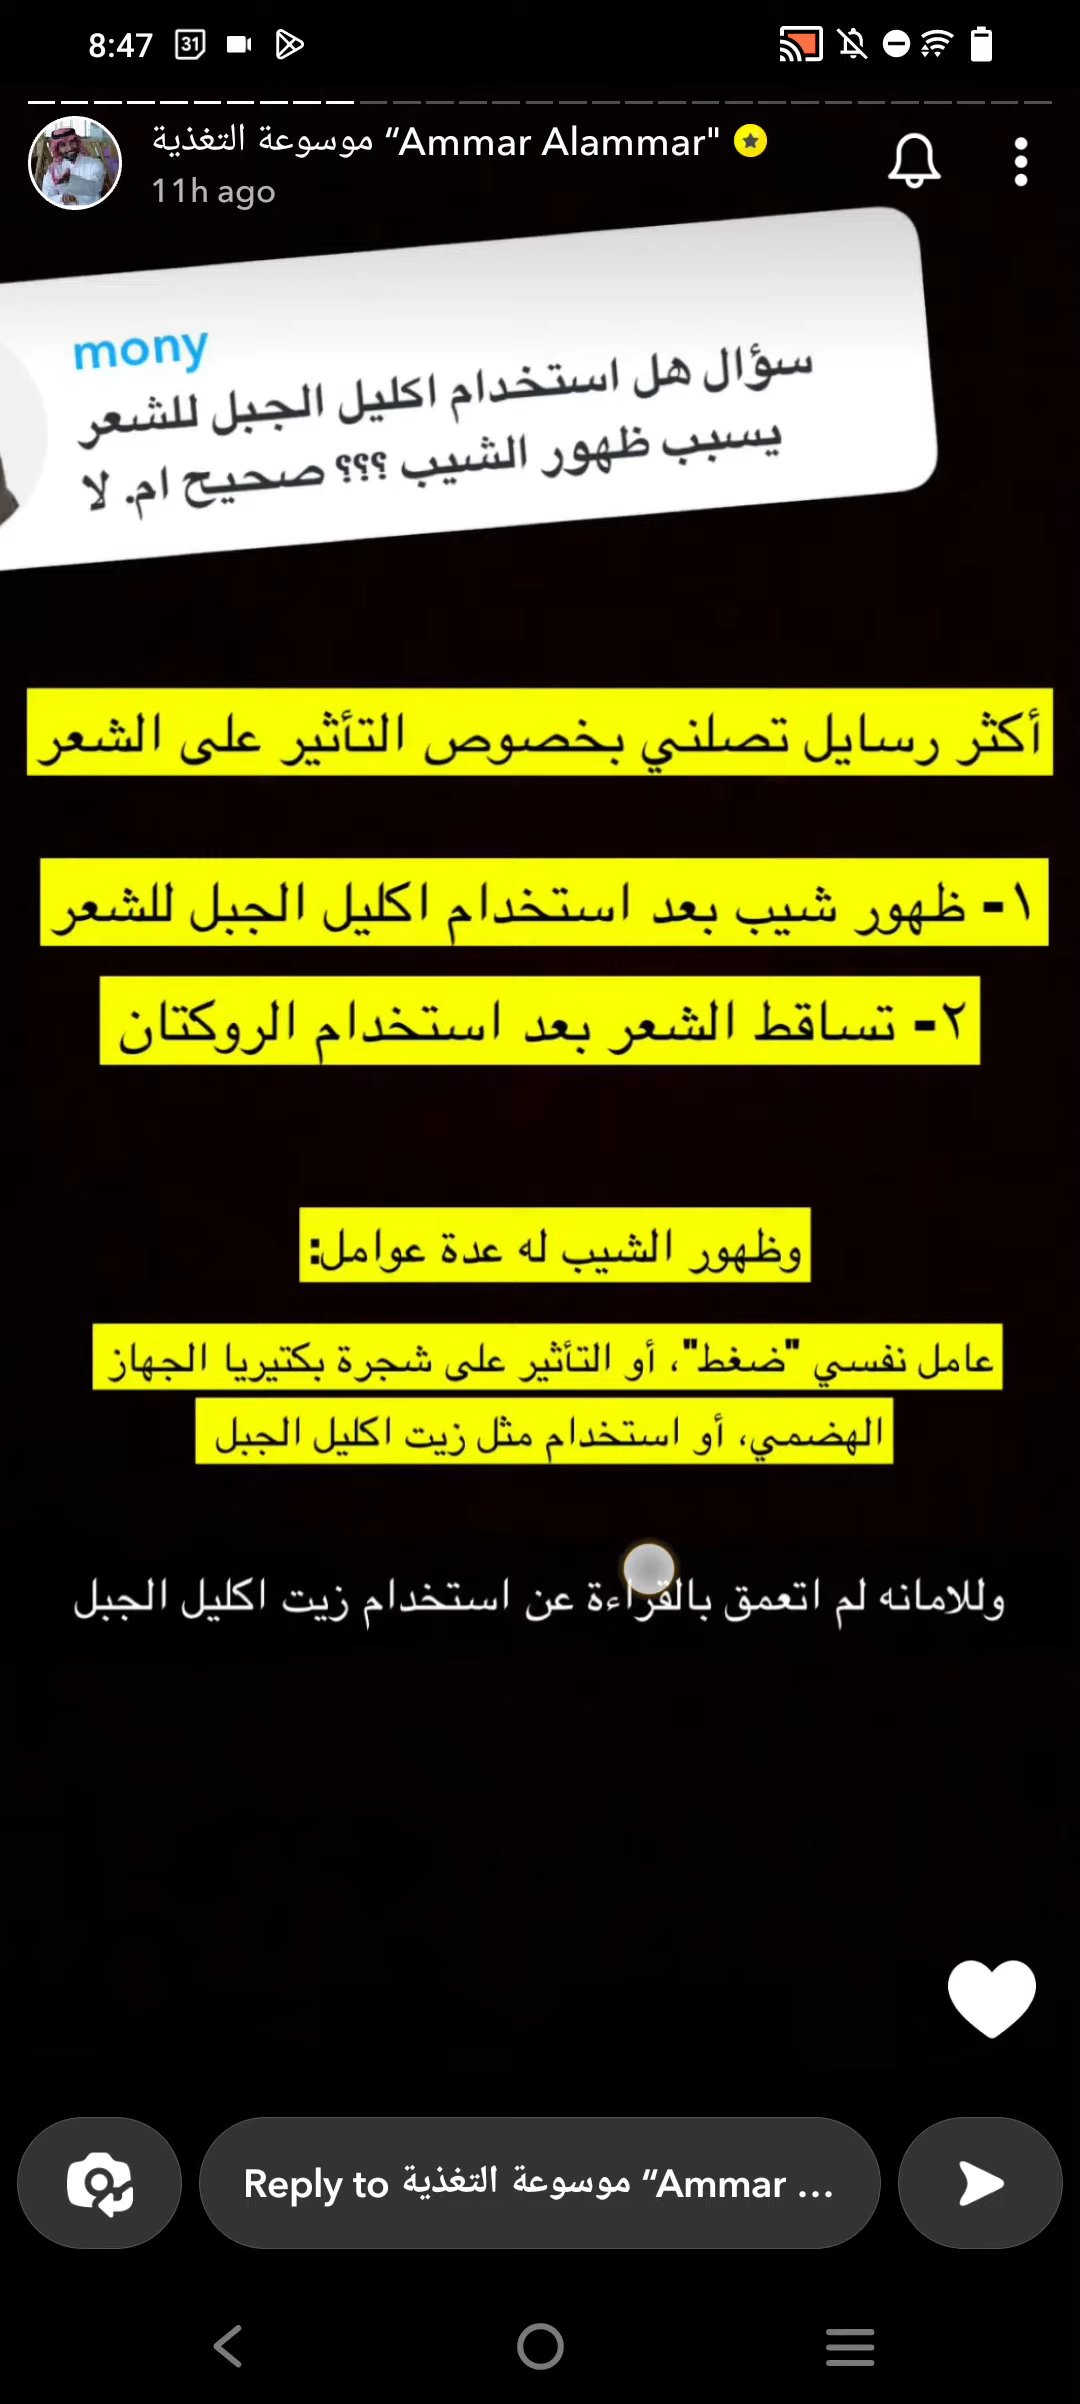 8:47
31
موسوعة التغذية “Ammar Alammar"
11h ago
mony
سؤال هل استخدام اكليل الجبل للشعر
يسبب ظهور الشيب ؟؟؟ صحيح ام. لا
أكثر رسايل تصلني بخصوص التأثير على الشعر
١- ظهور شيب بعد استخدام اكليل الجبل للشعر
٢- تساقط الشعر بعد استخدام الروكتان
وظهور الشيب له عدة عوامل:
عامل نفسي "ضغط"، أو التأثير على شجرة بكتيريا الجهاز
الهضمي، أو استخدام مثل زيت اكليل الجبل
وللامانه لم اتعمق بالقراءة عن استخدام زيت اكليل الجبل
Reply to موسوعة التغذية “Ammar ...